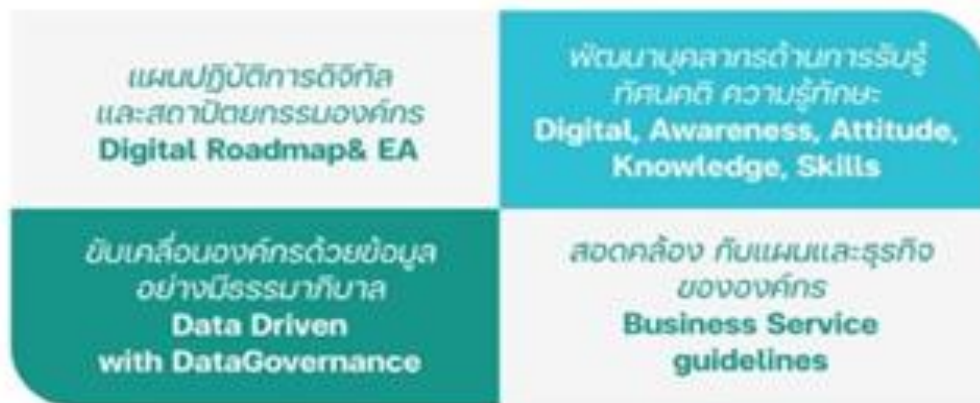 แผนปฏิบัติการดิจิทัล
และสถาปัตยกรรมองค์กร
Digital Roadmap& EA
พัฒนาบุคลากรด้านการรับรู้
ทัศนคติ ความรู้ทักษะ
Digital, Awareness, Attitude,
Knowledge, Skills
ขับเคลื่อนองค์กรด้วยข้อมูล
อย่างมีธรรมาภิบาล
Data Driven
with DataGovernance
สอดคล้อง กับแผนและธุรกิจ
ขององค์กร
Business Service
guidelines